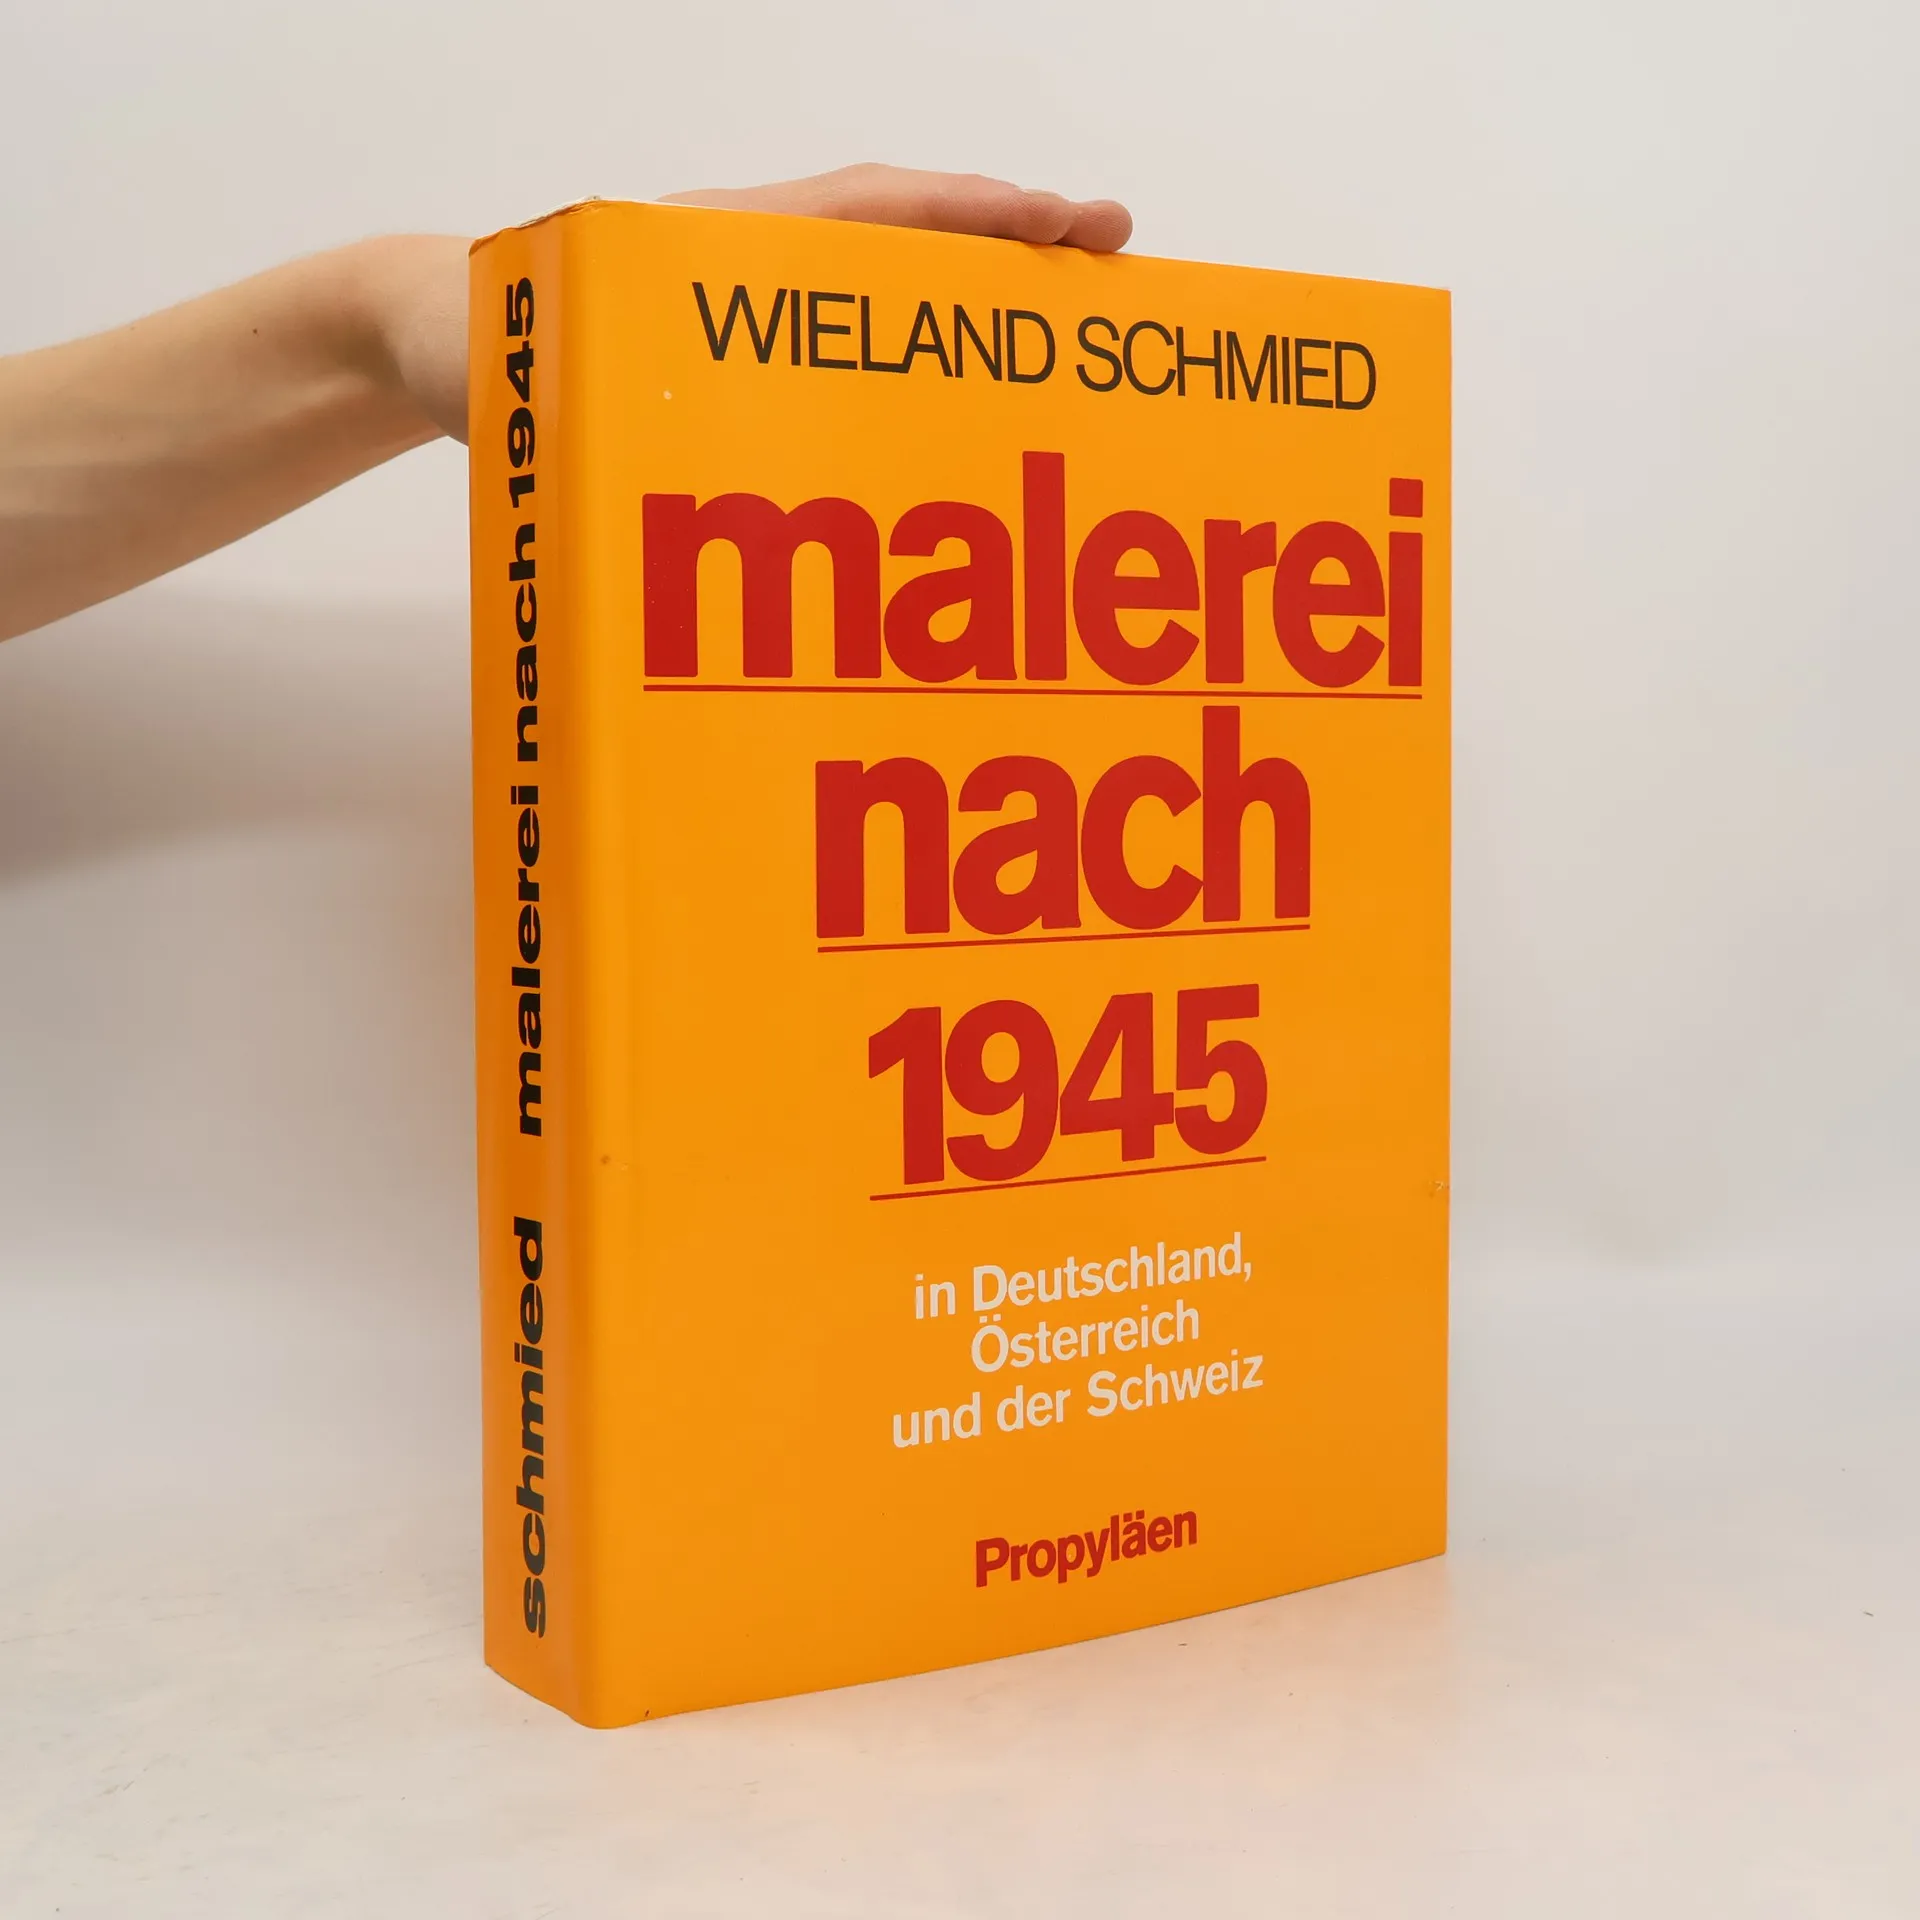 schmied malerei nach 1945
WIELAND SCHMIED
malerei
nach
1945
in Deutschland,
Österreich
und der Schweiz
Propyläen